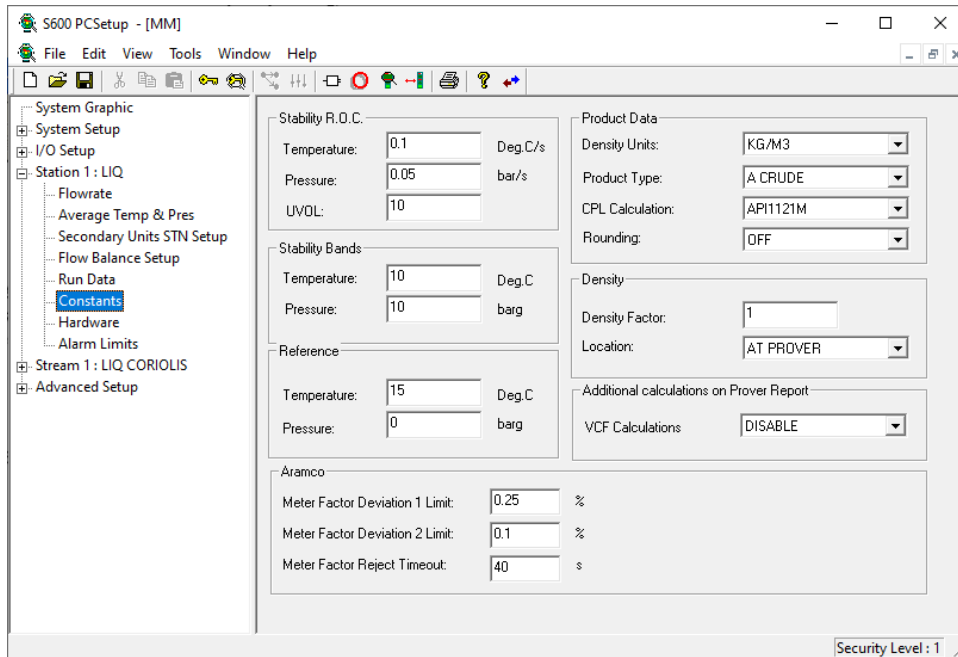 S600 PCSetup - [MM]
File Edit View Tools Window Help
System Graphic
System Setup
I/O Setup
Station 1 : LIQ
Flowrate
Average Temp & Pres
Secondary Units STN Setup
Flow Balance Setup
Run Data
Constants
Hardware
Alarm Limits
Stream 1 : LIQ CORIOLIS
Advanced Setup
Stability R.O.C.
Temperature: 0.1 Deg.C/s
Pressure: 0.05 bar/s
UVOL: 10
Stability Bands
Temperature: 10 Deg.C
Pressure: 10 barg
Reference
Temperature: 15 Deg.C
Pressure: 0 barg
Product Data
Density Units: KG/M3
Product Type: A CRUDE
CPL Calculation: API1121M
Rounding: OFF
Density
Density Factor: 1
Location: AT PROVER
Additional calculations on Prover Report
VCF Calculations DISABLE
Aramco
Meter Factor Deviation 1 Limit: 0.25 %
Meter Factor Deviation 2 Limit: 0.1 %
Meter Factor Reject Timeout: 40 s
Security Level : 1